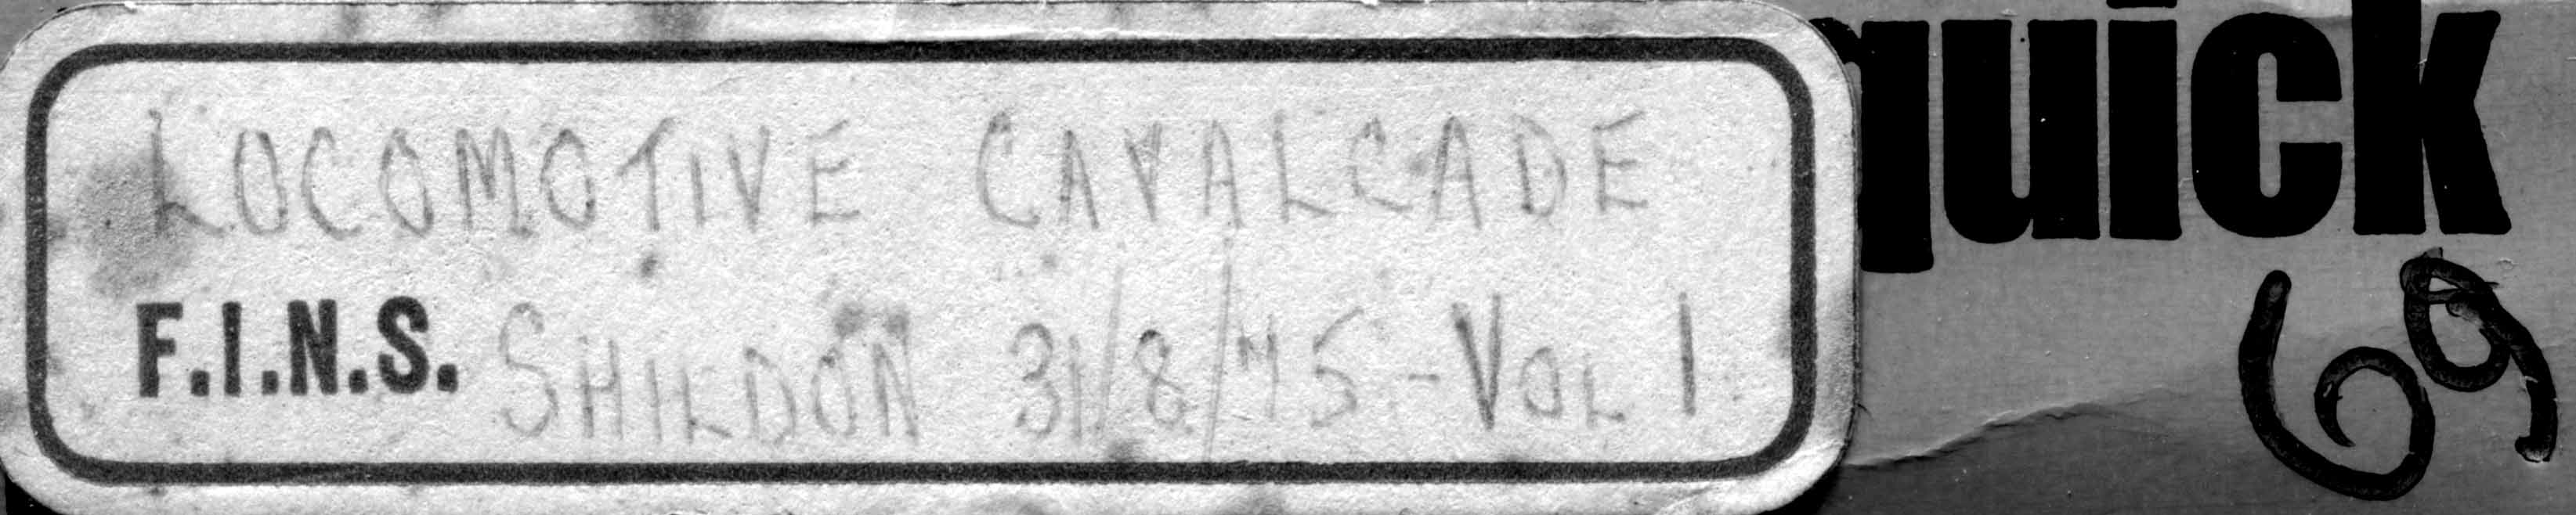 LOCOMOTIVE CAVALCADE
F.I.N.S. SHILDON 31/8/75 - VOL 1
quick
69